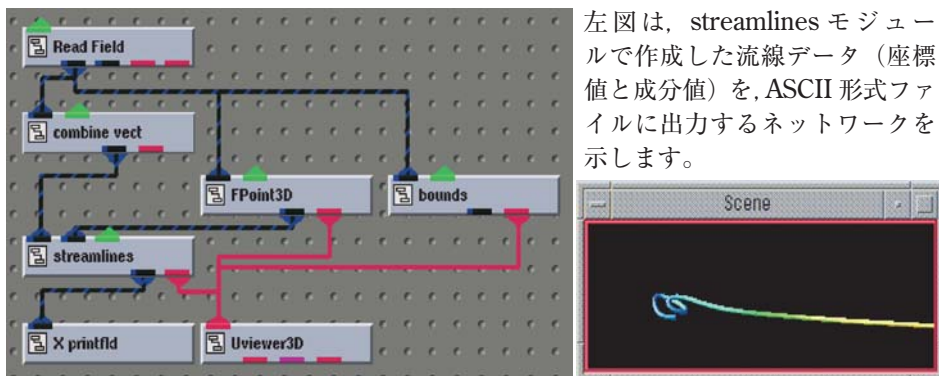 左図は，streamlines モジュー
ルで作成した流線データ（座標
値と成分値）を, ASCII 形式ファ
イルに出力するネットワークを
示します。
Read Field
combine vect
FPoint3D
bounds
streamlines
X printfld
Uviewer3D
Scene